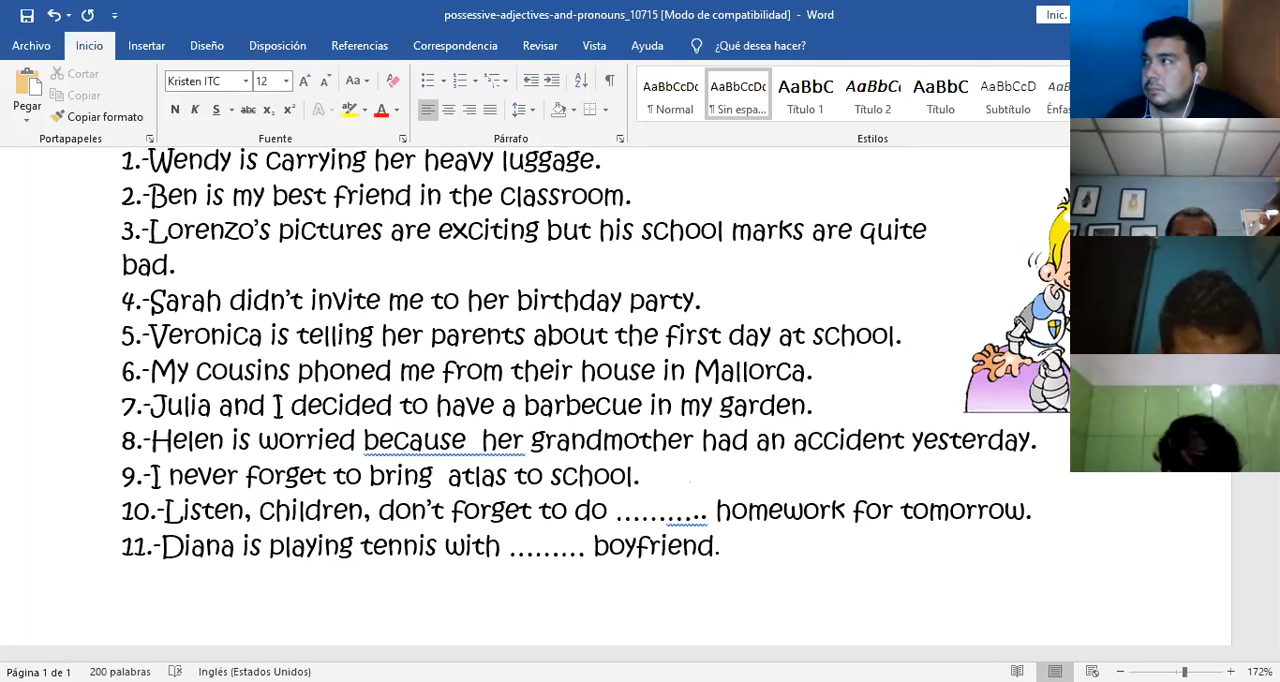 possessive-adjectives-and-pronouns_10715 [Modo de compatibilidad] - Word
Inic.
Archivo Inicio Insertar Diseño Disposición Referencias Correspondencia Revisar Vista Ayuda ¿Qué desea hacer?
Pegar
Cortar
Copiar
Copiar formato
Kristen ITC 12
N K S abc x₂ x²
AaBbCcDc AaBbCcDc AaBbC AaBbCc AaBbC AaBbCcD AaBbCcDc
¶ Normal ¶ Sin espa... Título 1 Título 2 Título Subtítulo Énfas
Portapapeles Fuente Párrafo Estilos
1.-Wendy is carrying her heavy luggage.
2.-Ben is my best friend in the classroom.
3.-Lorenzo's pictures are exciting but his school marks are quite
bad.
4.-Sarah didn't invite me to her birthday party.
5.-Veronica is telling her parents about the first day at school.
6.-My cousins phoned me from their house in Mallorca.
7.-Julia and I decided to have a barbecue in my garden.
8.-Helen is worried because her grandmother had an accident yesterday.
9.-I never forget to bring atlas to school.
10.-Listen, children, don't forget to do ……….. homework for tomorrow.
11.-Diana is playing tennis with ……… boyfriend.
Página 1 de 1 200 palabras Inglés (Estados Unidos) 172%